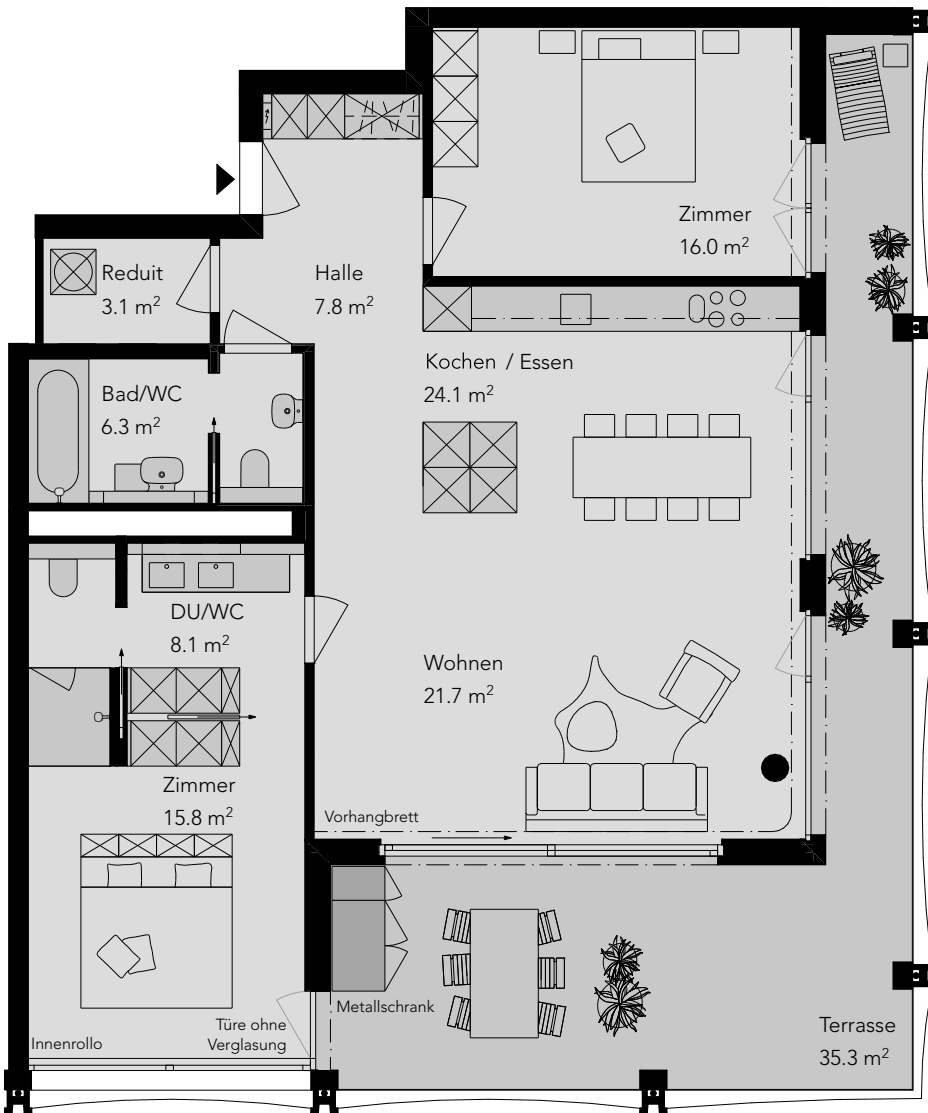 Zimmer
16.0 m²
Reduit
3.1 m²
Halle
7.8 m²
Kochen / Essen
24.1 m²
Bad/WC
6.3 m²
DU/WC
8.1 m²
Wohnen
21.7 m²
Zimmer
15.8 m²
Vorhangbrett
Metallschrank
Türe ohne
Verglasung
Innenrollo
Terrasse
35.3 m²